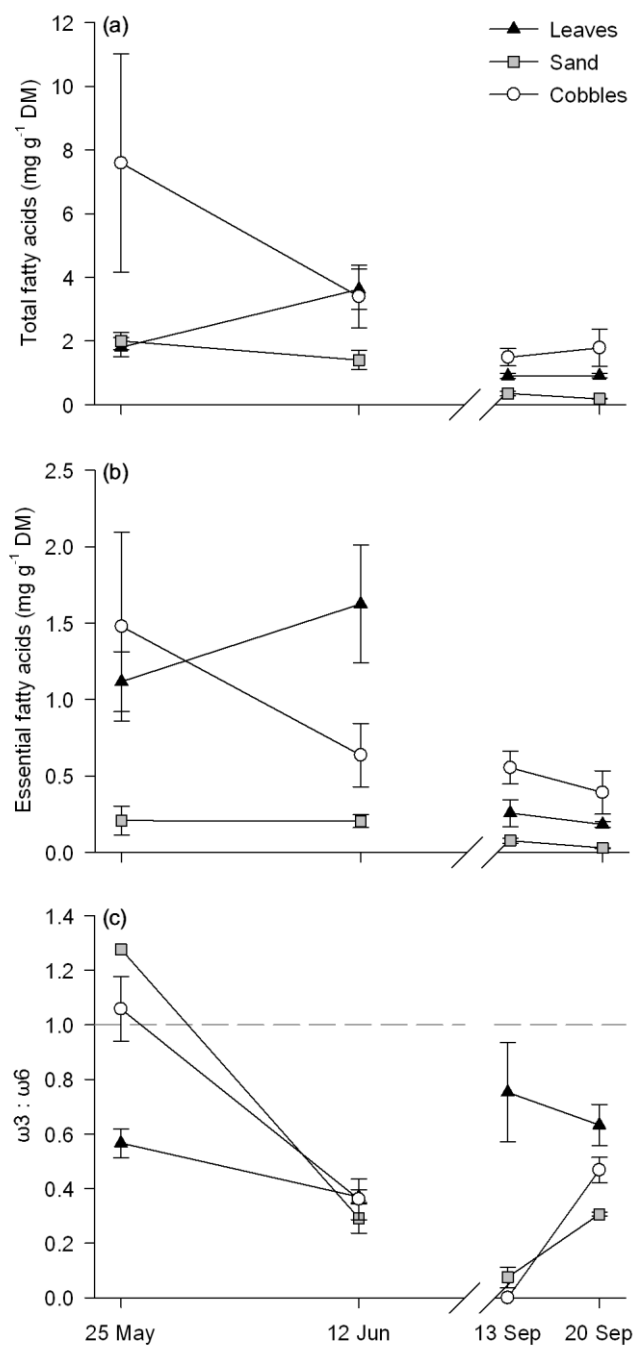 (a)
Leaves
Sand
Cobbles
Total fatty acids (mg g⁻¹ DM)
12
10
8
6
4
2
0
(b)
Essential fatty acids (mg g⁻¹ DM)
2.5
2.0
1.5
1.0
0.5
0.0
(c)
ω3 : ω6
1.4
1.2
1.0
0.8
0.6
0.4
0.2
0.0
25 May 12 Jun 13 Sep 20 Sep